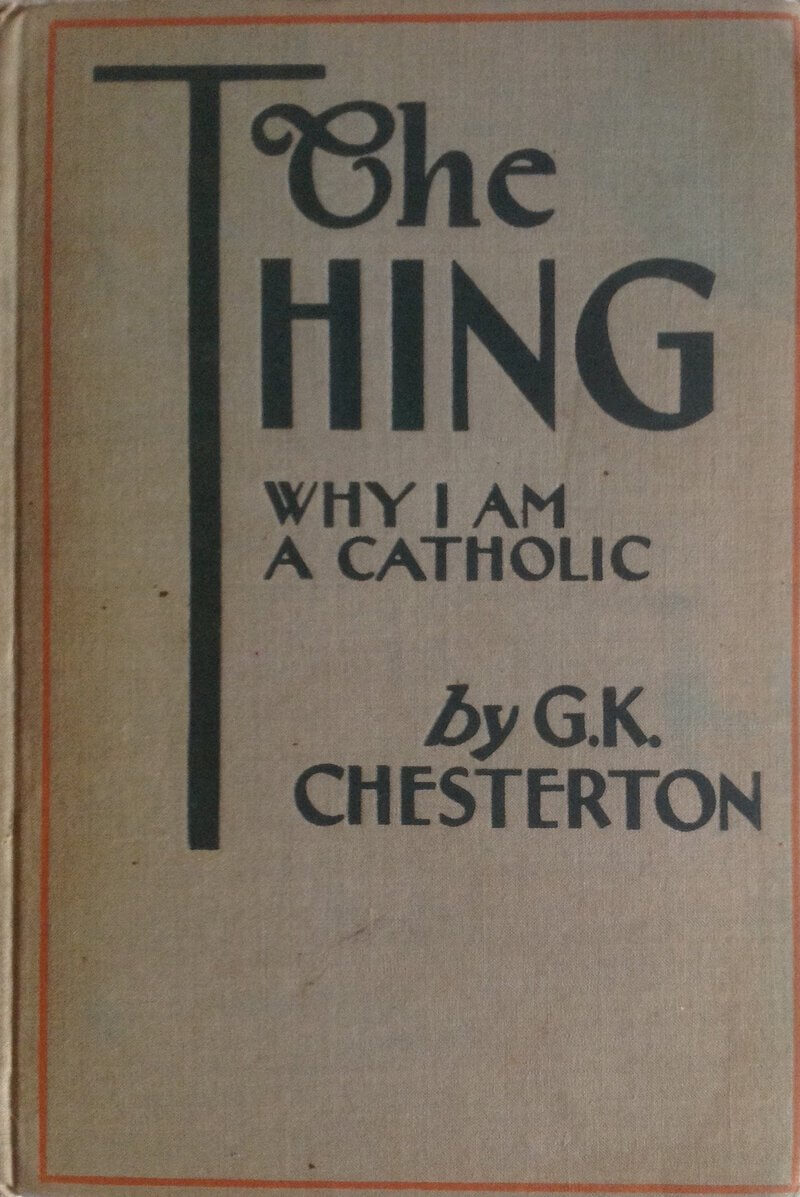 The
THING
WHY I AM
A CATHOLIC
by G.K.
CHESTERTON